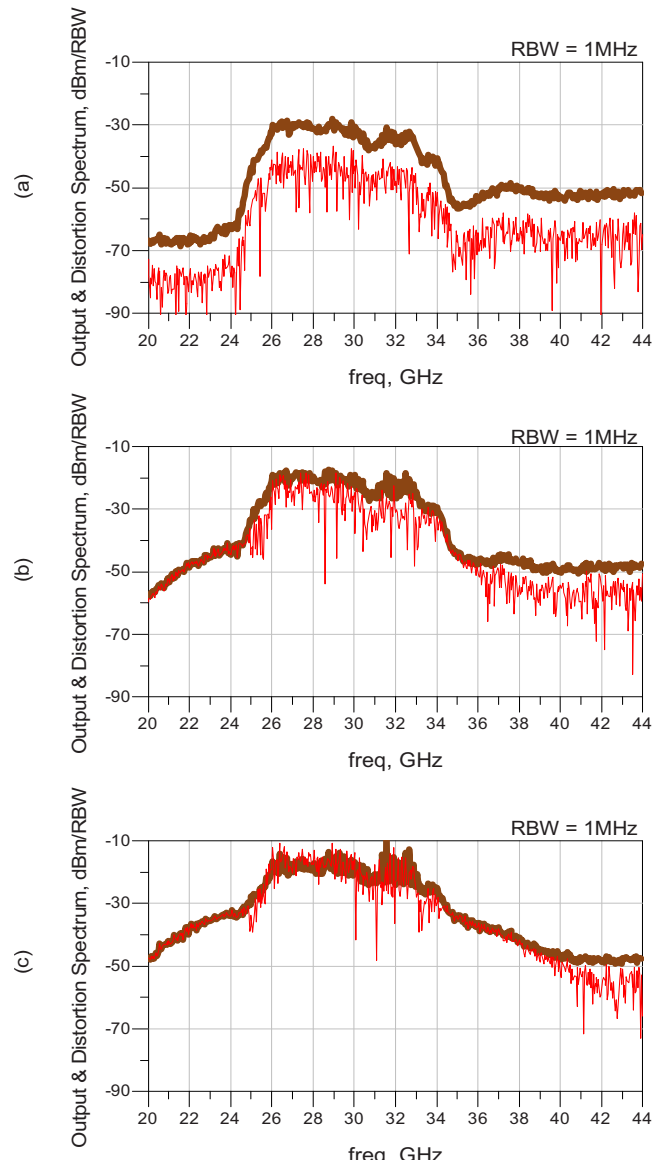 RBW = 1MHz
Output & Distortion Spectrum, dBm/RBW
(a)
-10
-30
-50
-70
-90
20 22 24 26 28 30 32 34 36 38 40 42 44
freq, GHz
RBW = 1MHz
Output & Distortion Spectrum, dBm/RBW
(b)
-10
-30
-50
-70
-90
20 22 24 26 28 30 32 34 36 38 40 42 44
freq, GHz
RBW = 1MHz
Output & Distortion Spectrum, dBm/RBW
(c)
-10
-30
-50
-70
-90
20 22 24 26 28 30 32 34 36 38 40 42 44
freq, GHz